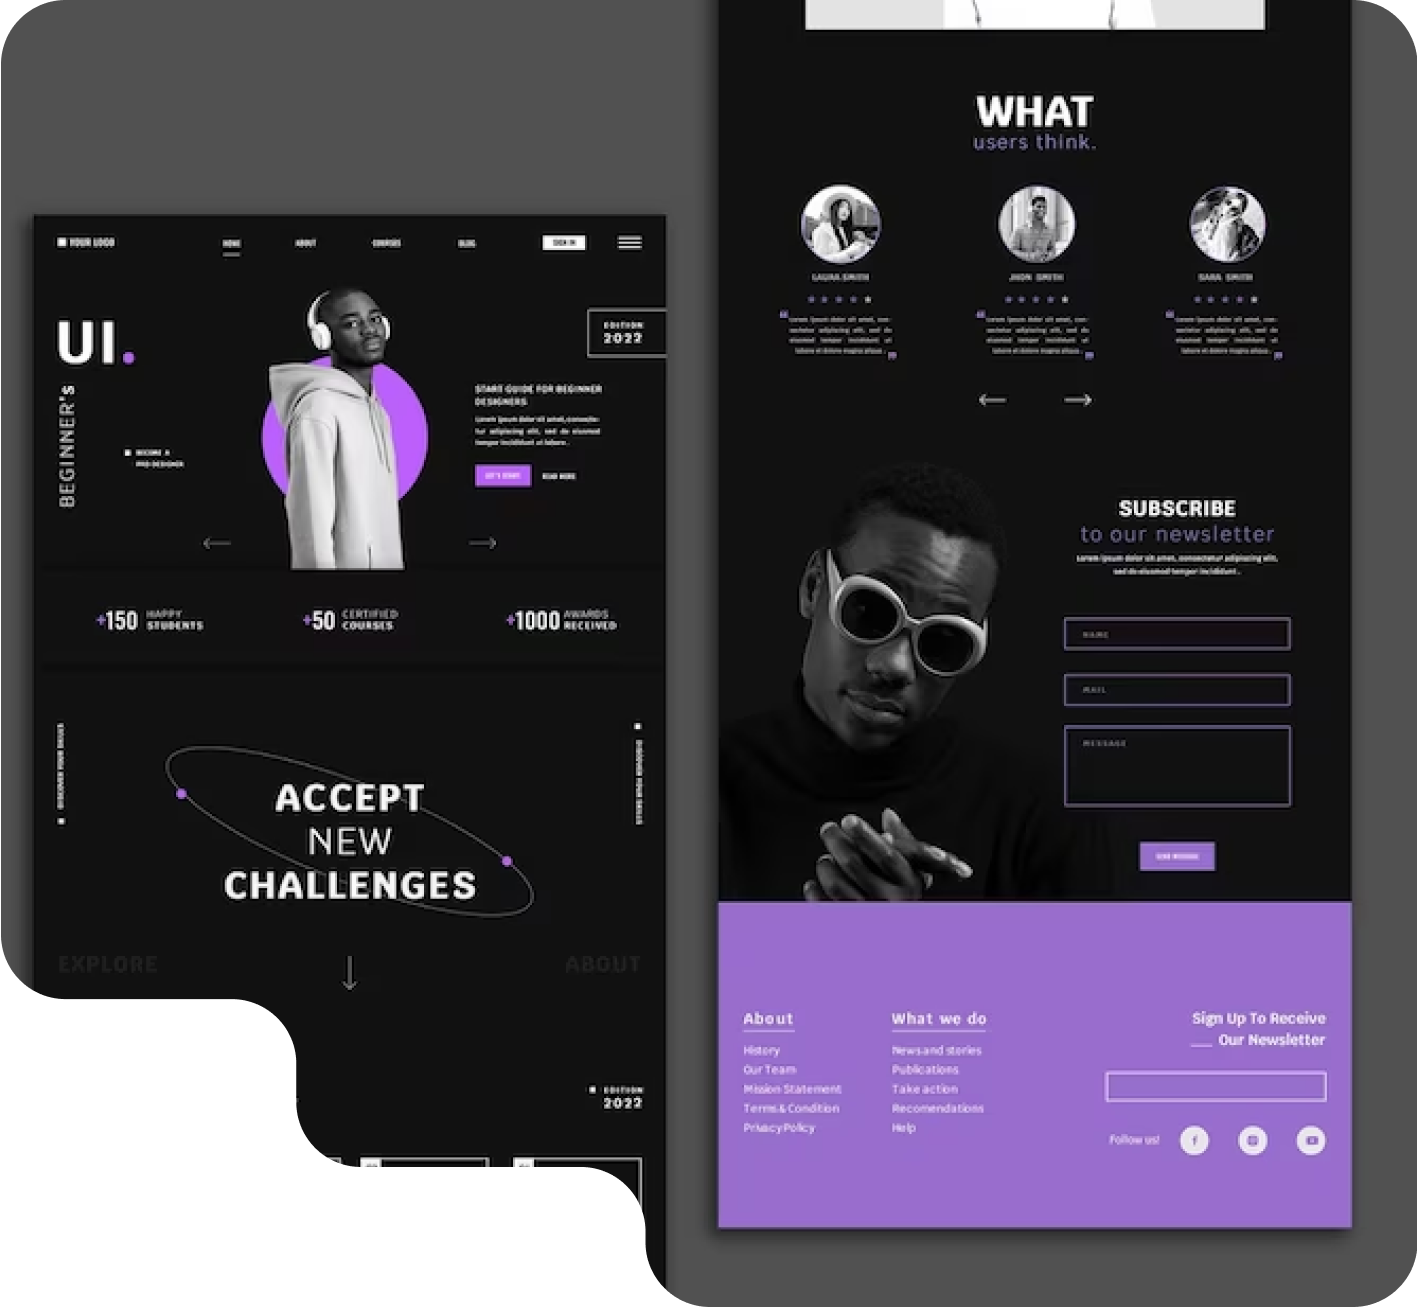 YOUR LOGO
HOME
ABOUT
COURSES
BLOG
SIGN IN
UI.
BEGINNER's
EDITION
2022
START GUIDE FOR BEGINNER
DESIGNERS
Lorem ipsum dolor sit amet, consecte-
tur adipiscing elit, sed do eiusmod
tempor incididunt ut labore.
LET'S START
READ MORE
BECOME A
PRO DESIGNER
+150 HAPPY
STUDENTS
+50 CERTIFIED
COURSES
+1000 AWARDS
RECEIVED
DISCOVER YOUR SKILLS
DISCOVER YOUR SKILLS
ACCEPT
NEW
CHALLENGES
EXPLORE
ABOUT
EDITION
2022
WHAT
users think.
LAURA SMITH
Lorem ipsum dolor sit amet, con-
sectetur adipiscing elit, sed do
eiusmod tempor incididunt ut
labore et dolore magna aliqua.
JHON SMITH
Lorem ipsum dolor sit amet, con-
sectetur adipiscing elit, sed do
eiusmod tempor incididunt ut
labore et dolore magna aliqua.
SARA SMITH
Lorem ipsum dolor sit amet, con-
sectetur adipiscing elit, sed do
eiusmod tempor incididunt ut
labore et dolore magna aliqua.
SUBSCRIBE
to our newsletter
Lorem ipsum dolor sit amet, consectetur adipiscing elit,
sed do eiusmod tempor incididunt.
NAME
MAIL
MESSAGE
SEND MESSAGE
About
History
Our Team
Mission Statement
Terms & Condition
Privacy Policy
What we do
News and stories
Publications
Take action
Recomendations
Help
Sign Up To Receive
Our Newsletter
Follow us!